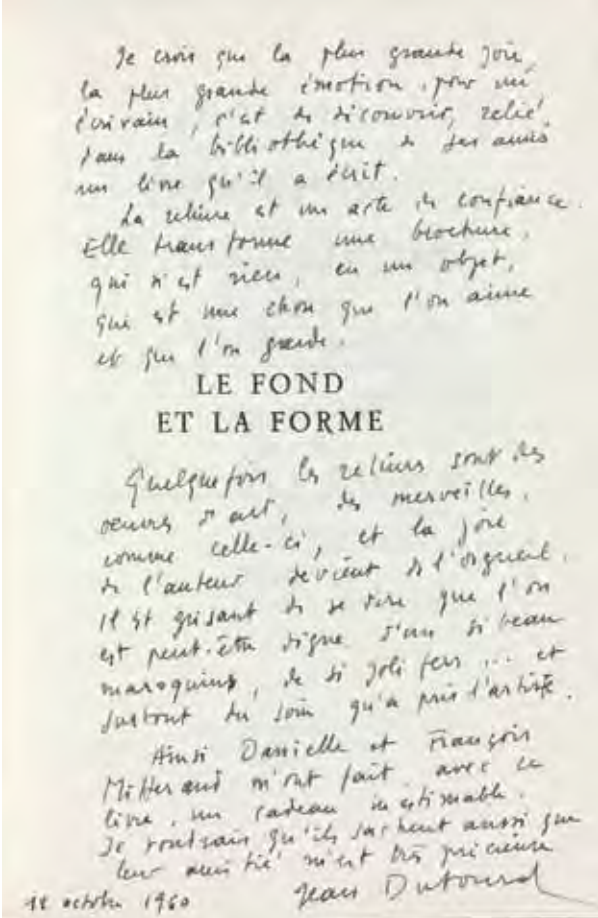 Je crois que la plus grande joie,
la plus grande émotion, pour un
écrivain, c'est de découvrir, relié,
dans la bibliothèque de ses amis
un livre qu'il a écrit.
La reliure est un acte de confiance.
Elle transforme une brochure,
qui n'est rien, en un objet,
qui est une chose que l'on aime
et que l'on garde.
LE FOND
ET LA FORME
Quelquefois les reliures sont des
oeuvres d'art, des merveilles,
comme celle-ci, et la joie
de l'auteur devient de l'orgueil.
Il est grisant de se dire que l'on
est peut-être digne d'un si beau
maroquin, de si jolis fers ... et
surtout du soin qu'a pris l'artiste.
Ainsi Danielle et François
Mitterand m'ont fait, avec ce
livre, un cadeau inestimable.
Je voudrais qu'ils sachent aussi que
leur amitié m'est très précieuse
Jean Dutourd
12 octobre 1960